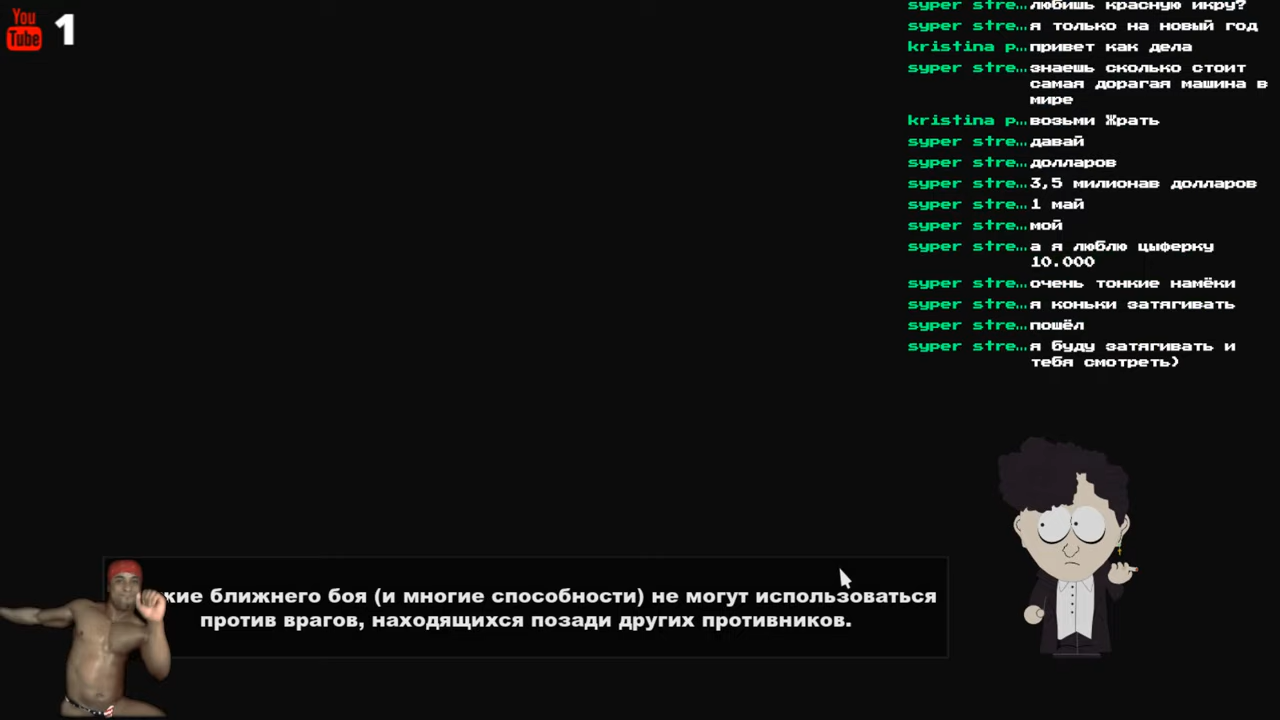 You
Tube
1
syper stre... любишь красную икру?
syper stre... я только на новый год
kristina p... привет как дела
syper stre... знаешь сколько стоит
самая дорагая машина в
мире
kristina p... возьми Жрать
syper stre... давай
syper stre... долларов
syper stre... 3,5 милионав долларов
syper stre... 1 май
syper stre... мой
syper stre... а я люблю цыферку
10.000
syper stre... очень тонкие намёки
syper stre... я коньки затягивать
syper stre... пошёл
syper stre... я буду затягивать и
тебя смотреть)
кие ближнего боя (и многие способности) не могут использоваться
против врагов, находящихся позади других противников.